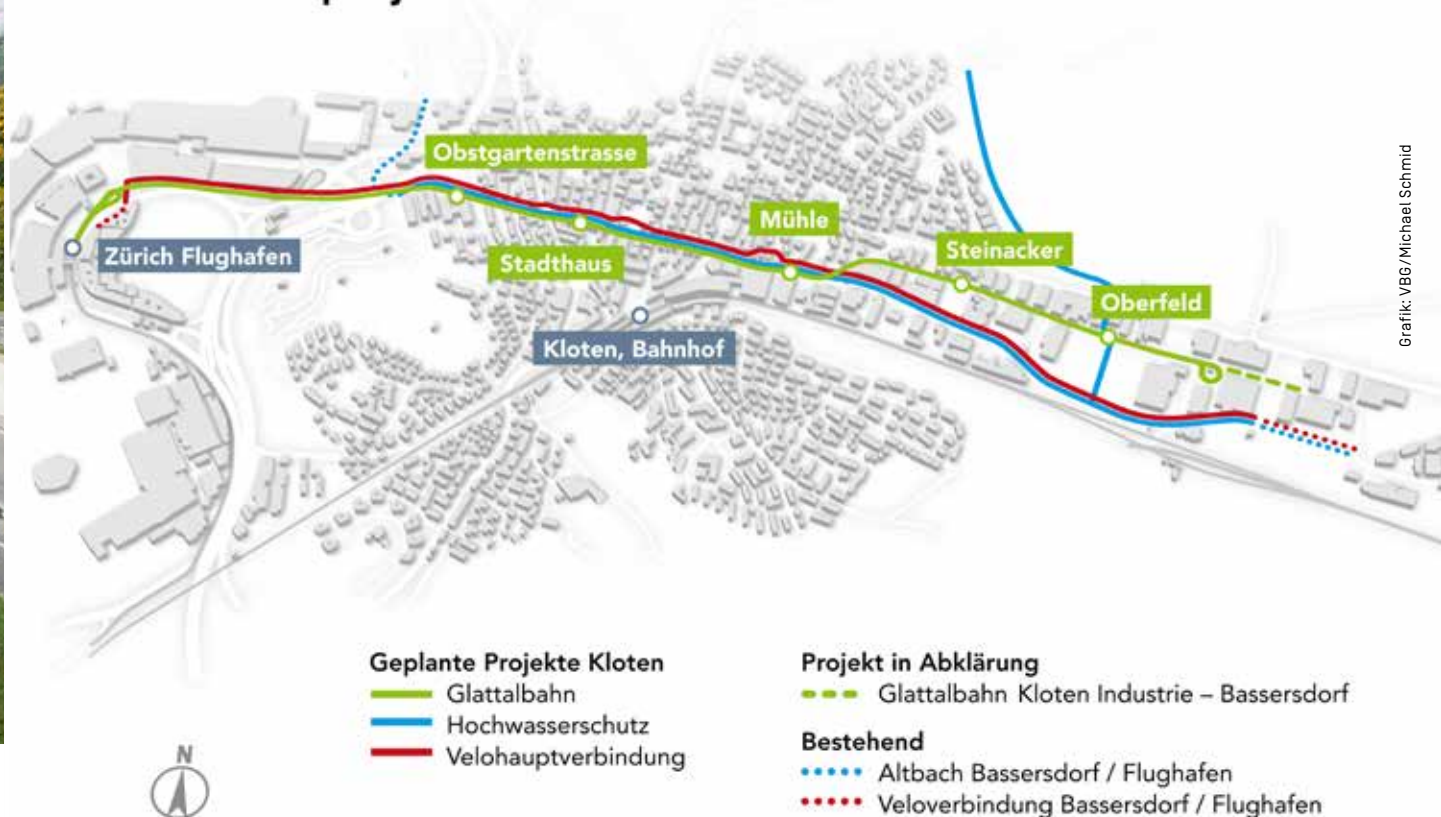 Obstgartenstrasse
Mühle
Steinacker
Zürich Flughafen
Stadthaus
Oberfeld
Kloten, Bahnhof
Grafik: VBG/Michael Schmid
Geplante Projekte Kloten
Glattalbahn
Hochwasserschutz
Velohauptverbindung
Projekt in Abklärung
Glattalbahn Kloten Industrie – Bassersdorf
Bestehend
Altbach Bassersdorf / Flughafen
Veloverbindung Bassersdorf / Flughafen
N